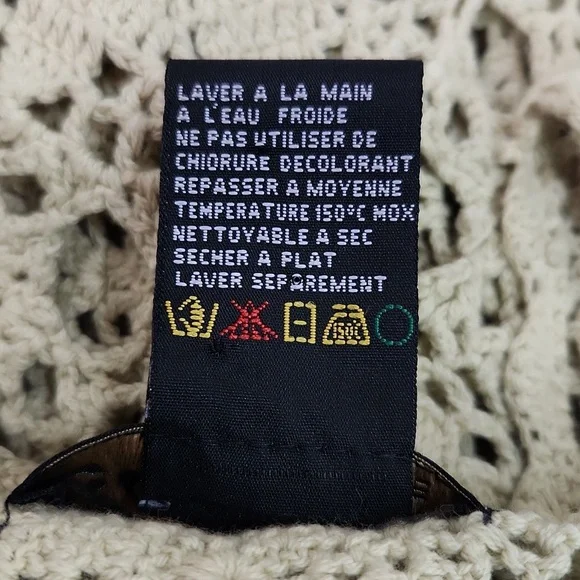 LAVER A LA MAIN
A L'EAU FROIDE
NE PAS UTILISER DE
CHIORURE DECOLORANT
REPASSER A MOYENNE
TEMPERATURE 150°C MOX
NETTOYABLE A SEC
SECHER A PLAT
LAVER SEPAREMENT
150C